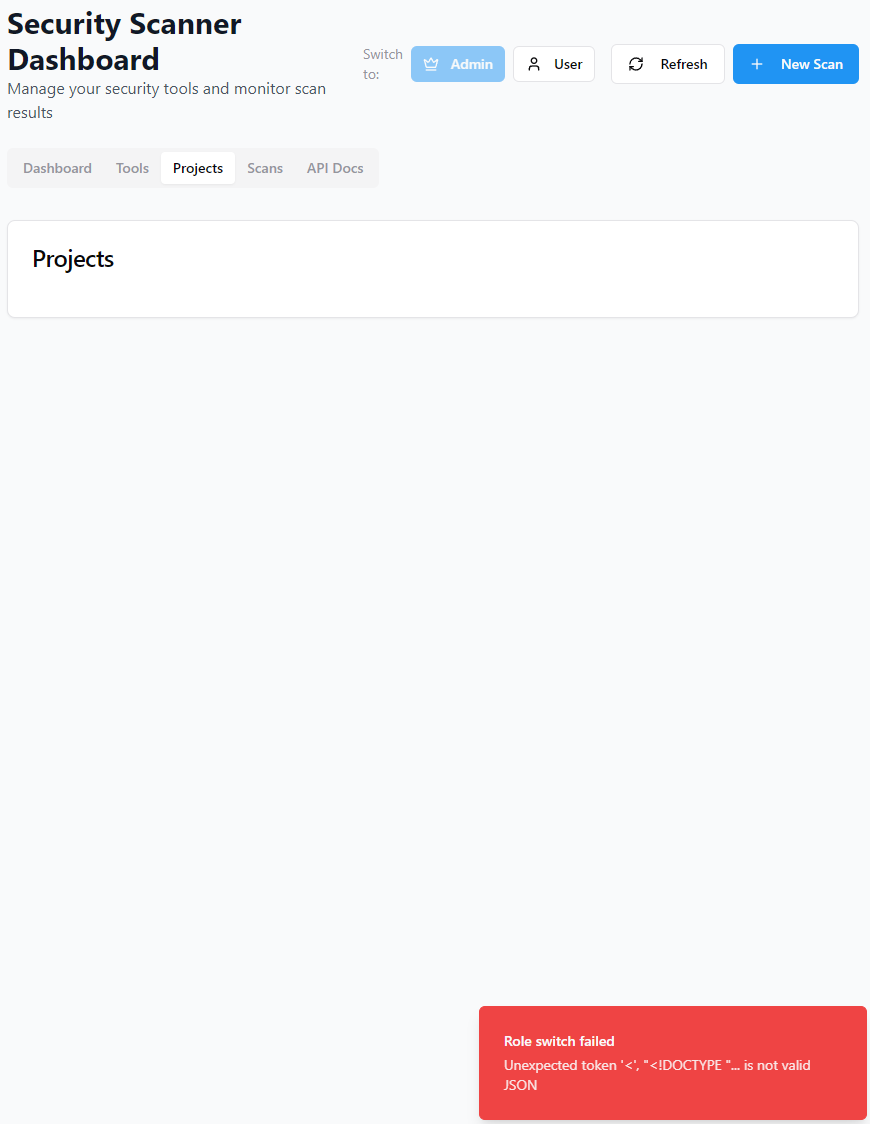 Security Scanner
Dashboard
Manage your security tools and monitor scan
results
Switch
to:
Admin
User
Refresh
New Scan
Dashboard
Tools
Projects
Scans
API Docs
Projects
Role switch failed
Unexpected token '<', "<!DOCTYPE "... is not valid
JSON